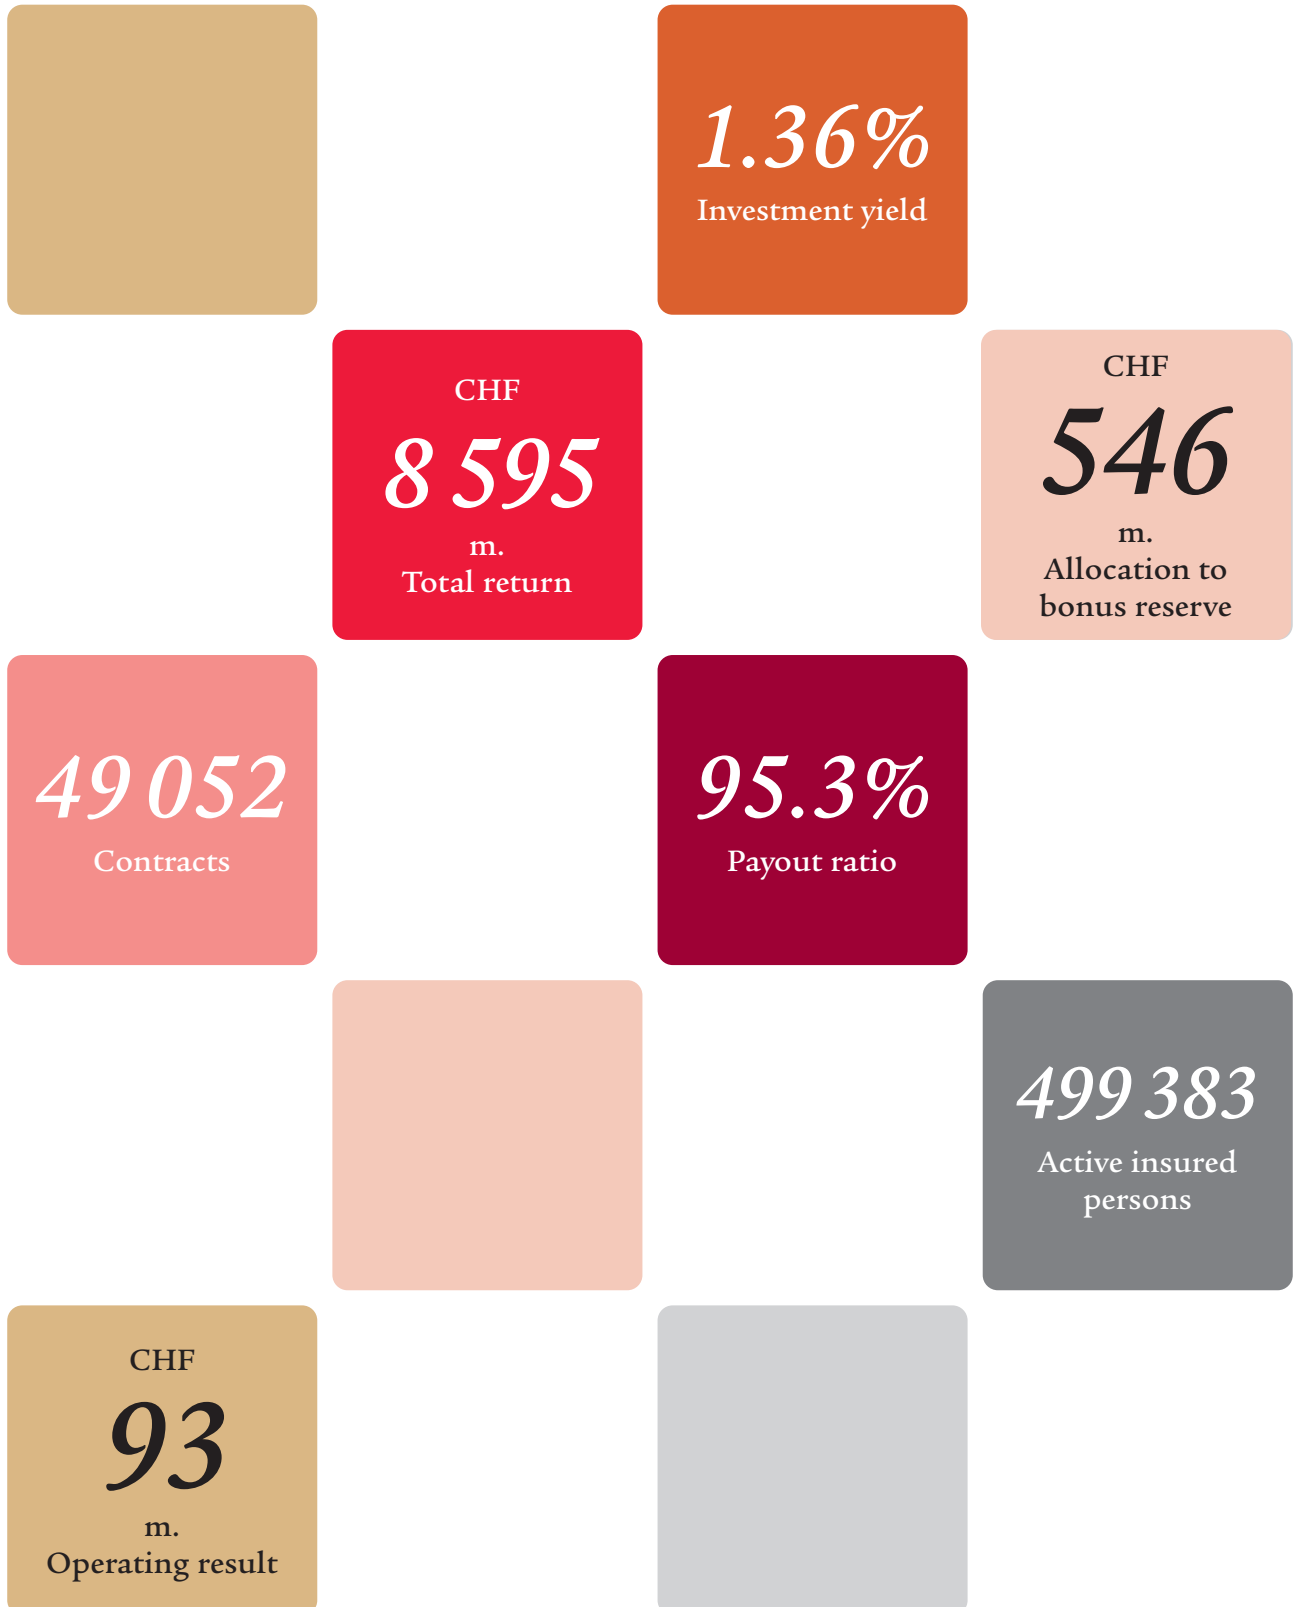 1.36%
Investment yield
CHF
8 595
m.
Total return
CHF
546
m.
Allocation to
bonus reserve
49 052
Contracts
95.3%
Payout ratio
499 383
Active insured
persons
CHF
93
m.
Operating result